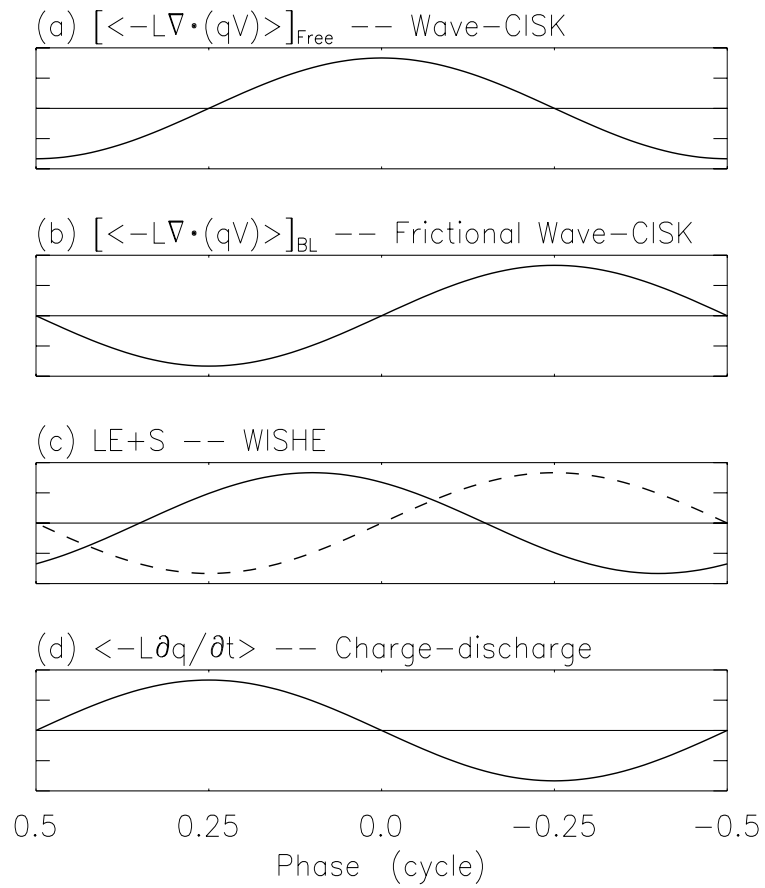 (a) [<−L∇•(qV)>]Free −− Wave−CISK
(b) [<−L∇•(qV)>]BL −− Frictional Wave−CISK
(c) LE+S −− WISHE
(d) <−L∂q/∂t> −− Charge−discharge
0.5 0.25 0.0 −0.25 −0.5
Phase (cycle)